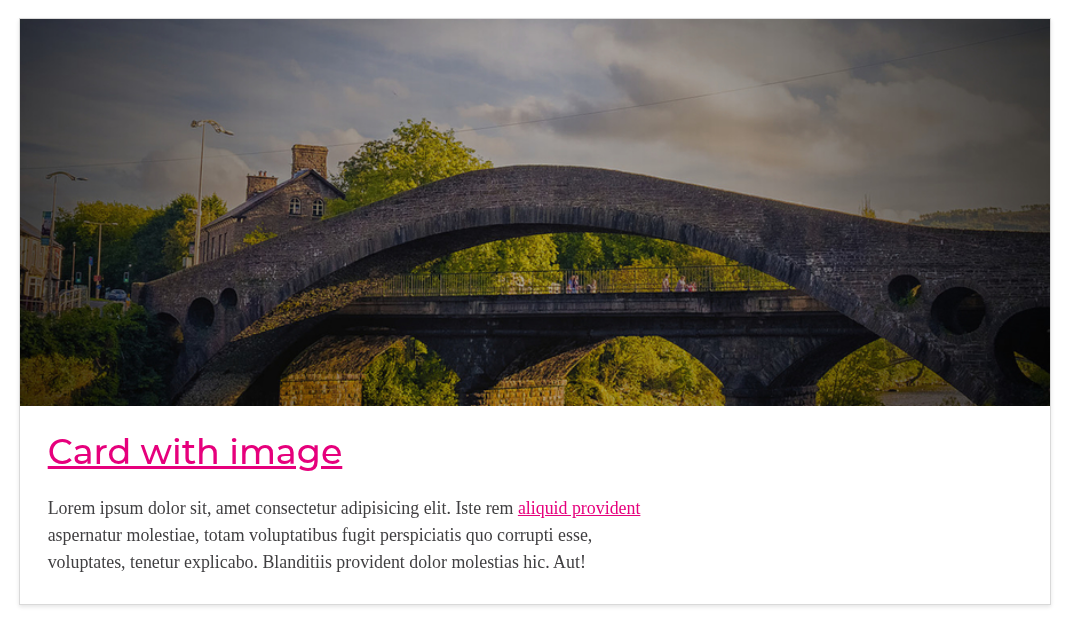 Card with image
Lorem ipsum dolor sit, amet consectetur adipisicing elit. Iste rem aliquid provident
aspernatur molestiae, totam voluptatibus fugit perspiciatis quo corrupti esse,
voluptates, tenetur explicabo. Blanditiis provident dolor molestias hic. Aut!